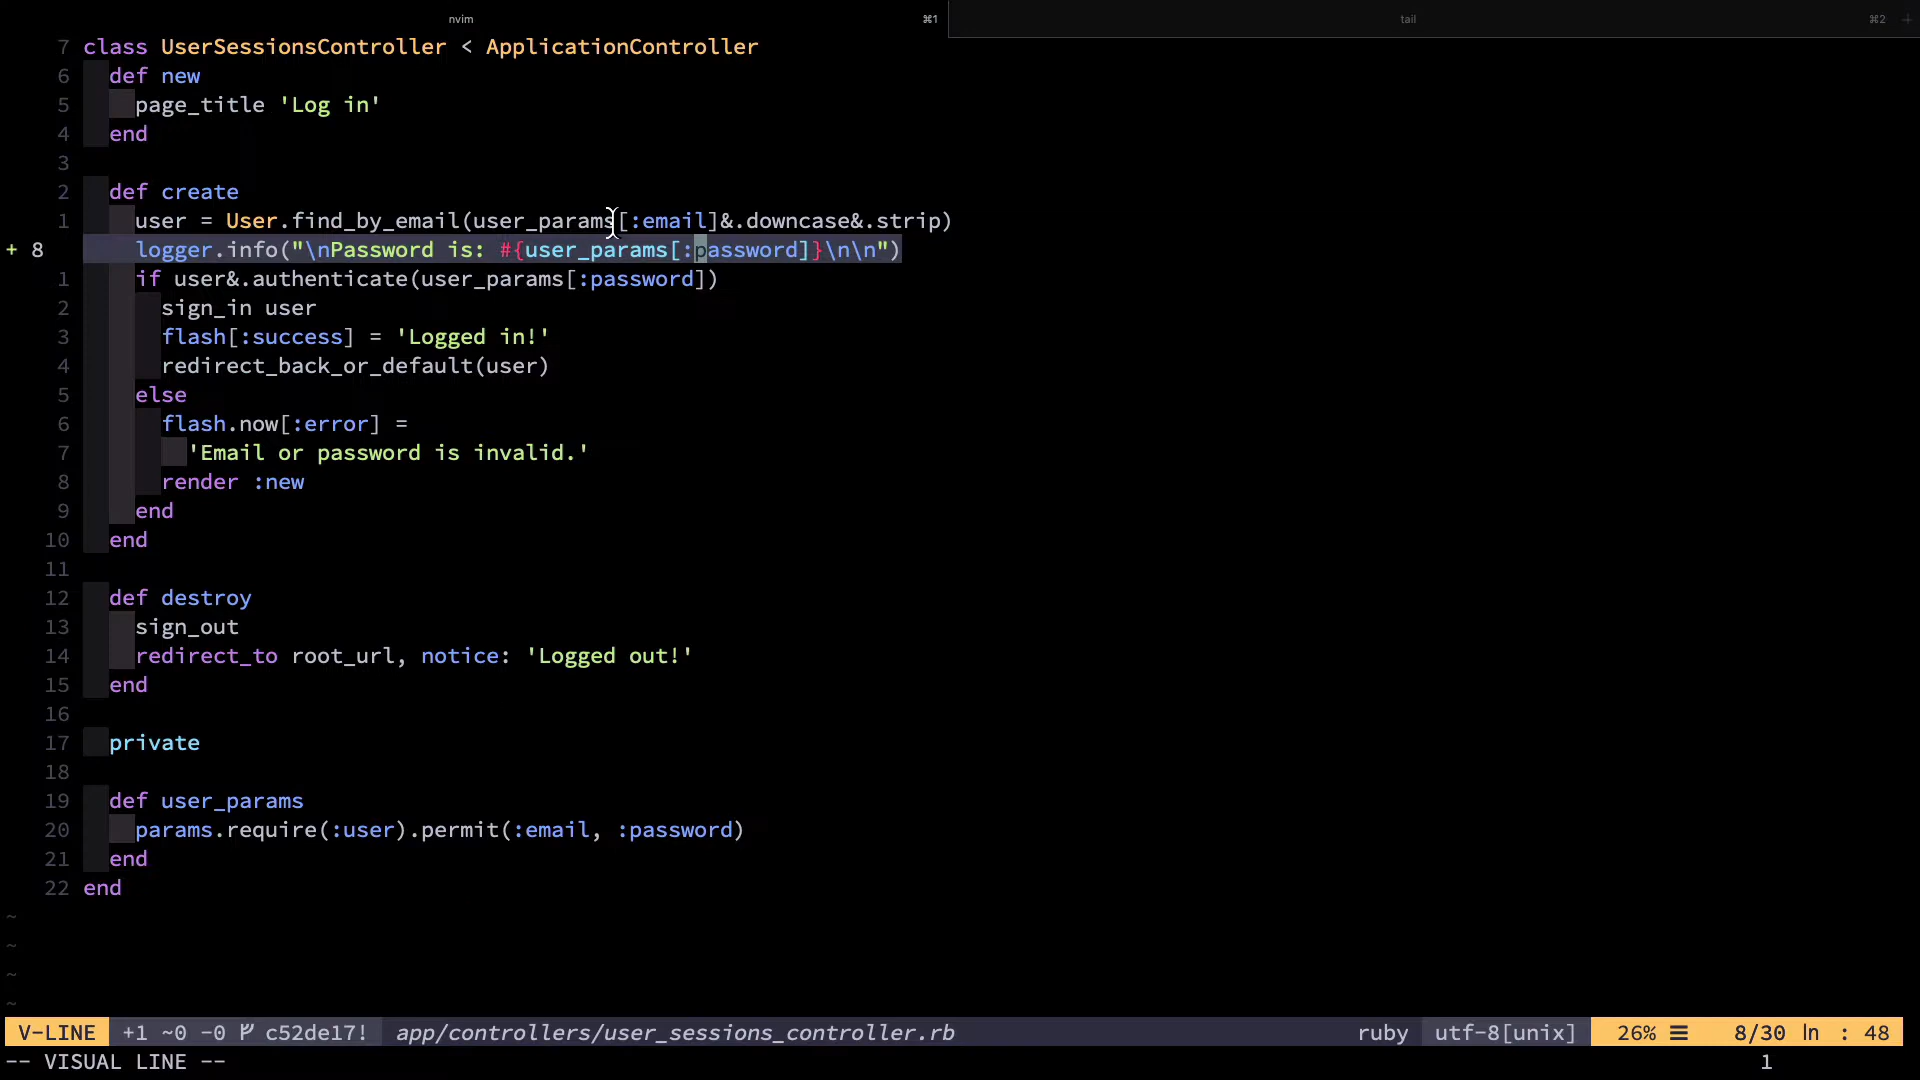 nvim ⌘1 tail ⌘2 +
7 class UserSessionsController < ApplicationController
6 def new
5 page_title 'Log in'
4 end
3
2 def create
1 user = User.find_by_email(user_params[:email]&.downcase&.strip)
+ 8 logger.info("\nPassword is: #{user_params[:password]}\n\n")
1 if user&.authenticate(user_params[:password])
2 sign_in user
3 flash[:success] = 'Logged in!'
4 redirect_back_or_default(user)
5 else
6 flash.now[:error] =
7 'Email or password is invalid.'
8 render :new
9 end
10 end
11
12 def destroy
13 sign_out
14 redirect_to root_url, notice: 'Logged out!'
15 end
16
17 private
18
19 def user_params
20 params.require(:user).permit(:email, :password)
21 end
22 end
~
~
~
~
V-LINE +1 ~0 -0 c52de17! app/controllers/user_sessions_controller.rb ruby utf-8[unix] 26% ☰ 8/30 ln : 48
-- VISUAL LINE -- 1